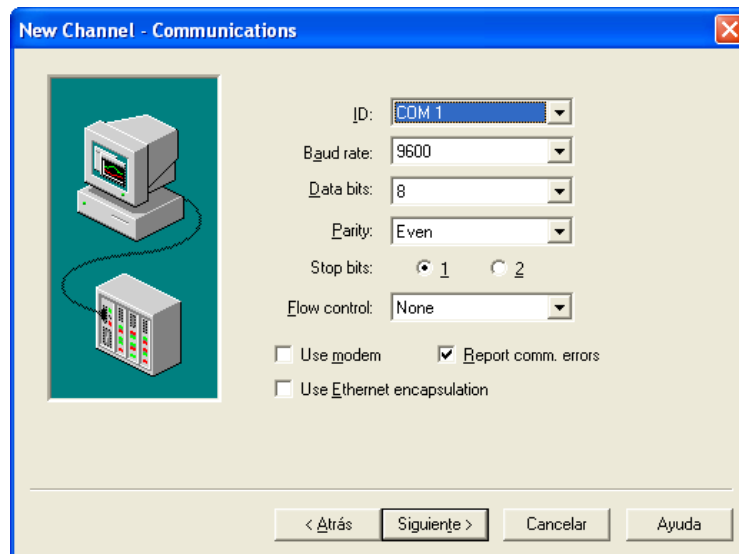 New Channel - Communications
ID: COM 1
Baud rate: 9600
Data bits: 8
Parity: Even
Stop bits: 1 2
Flow control: None
Use modem Report comm. errors
Use Ethernet encapsulation
< Atrás Siguiente > Cancelar Ayuda